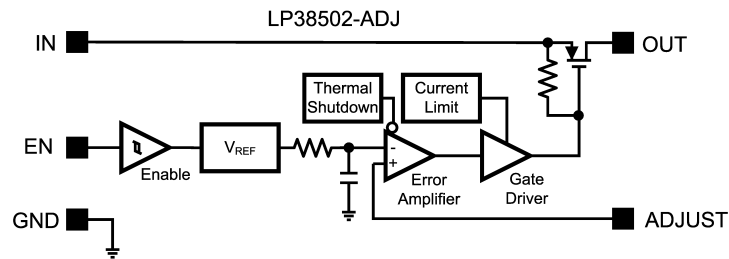 LP38502-ADJ
IN
OUT
Thermal
Shutdown
Current
Limit
EN
Enable
VREF
-
+
Error
Amplifier
Gate
Driver
GND
ADJUST